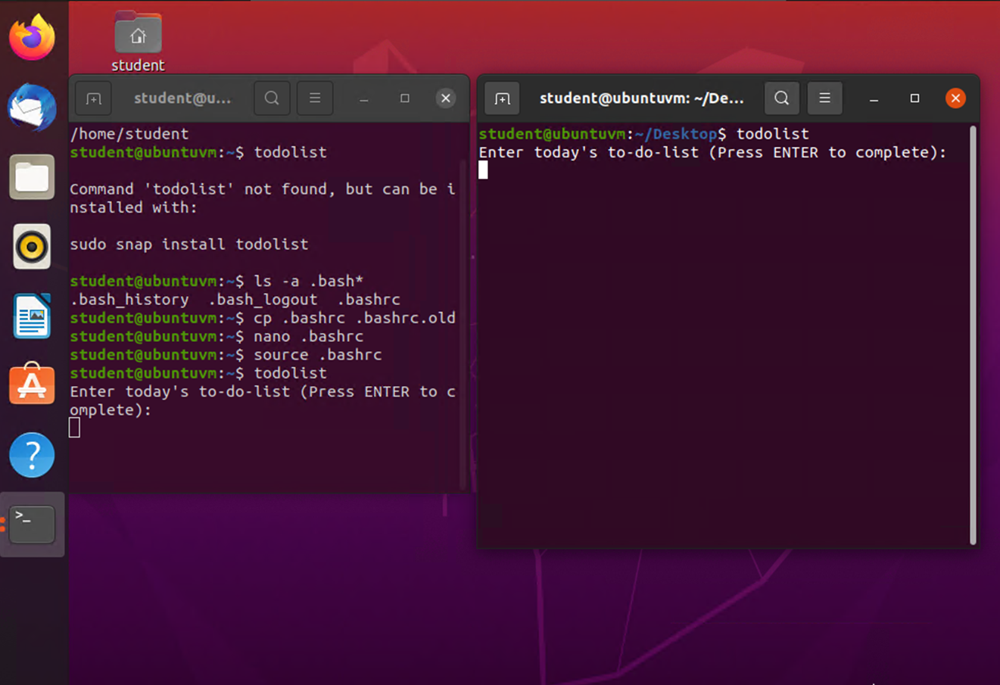 student
student@u...
/home/student
student@ubuntuvm:~$ todolist
Command 'todolist' not found, but can be i
nstalled with:
sudo snap install todolist
student@ubuntuvm:~$ ls -a .bash*
.bash_history .bash_logout .bashrc
student@ubuntuvm:~$ cp .bashrc .bashrc.old
student@ubuntuvm:~$ nano .bashrc
student@ubuntuvm:~$ source .bashrc
student@ubuntuvm:~$ todolist
Enter today's to-do-list (Press ENTER to c
omplete):
student@ubuntuvm: ~/De...
student@ubuntuvm:~/Desktop$ todolist
Enter today's to-do-list (Press ENTER to complete):